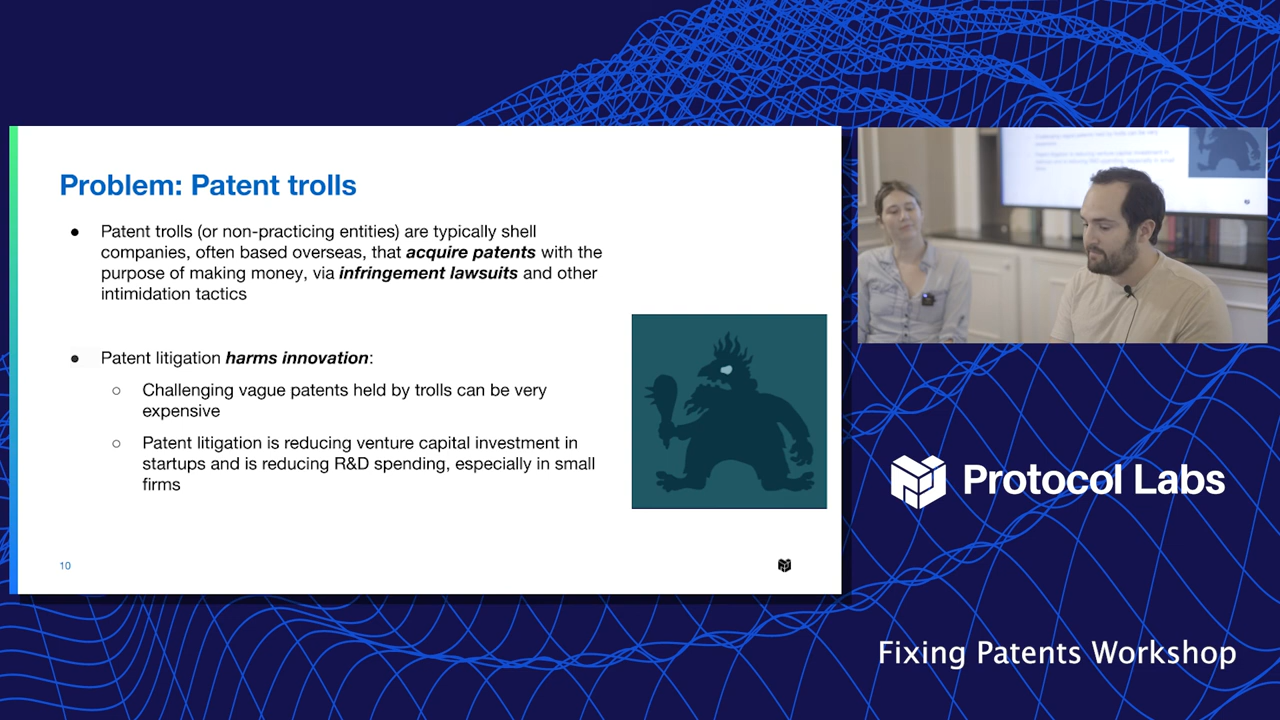 Problem: Patent trolls
● Patent trolls (or non-practicing entities) are typically shell
companies, often based overseas, that acquire patents with the
purpose of making money, via infringement lawsuits and other
intimidation tactics
● Patent litigation harms innovation:
○ Challenging vague patents held by trolls can be very
expensive
○ Patent litigation is reducing venture capital investment in
startups and is reducing R&D spending, especially in small
firms
10
Protocol Labs
Fixing Patents Workshop